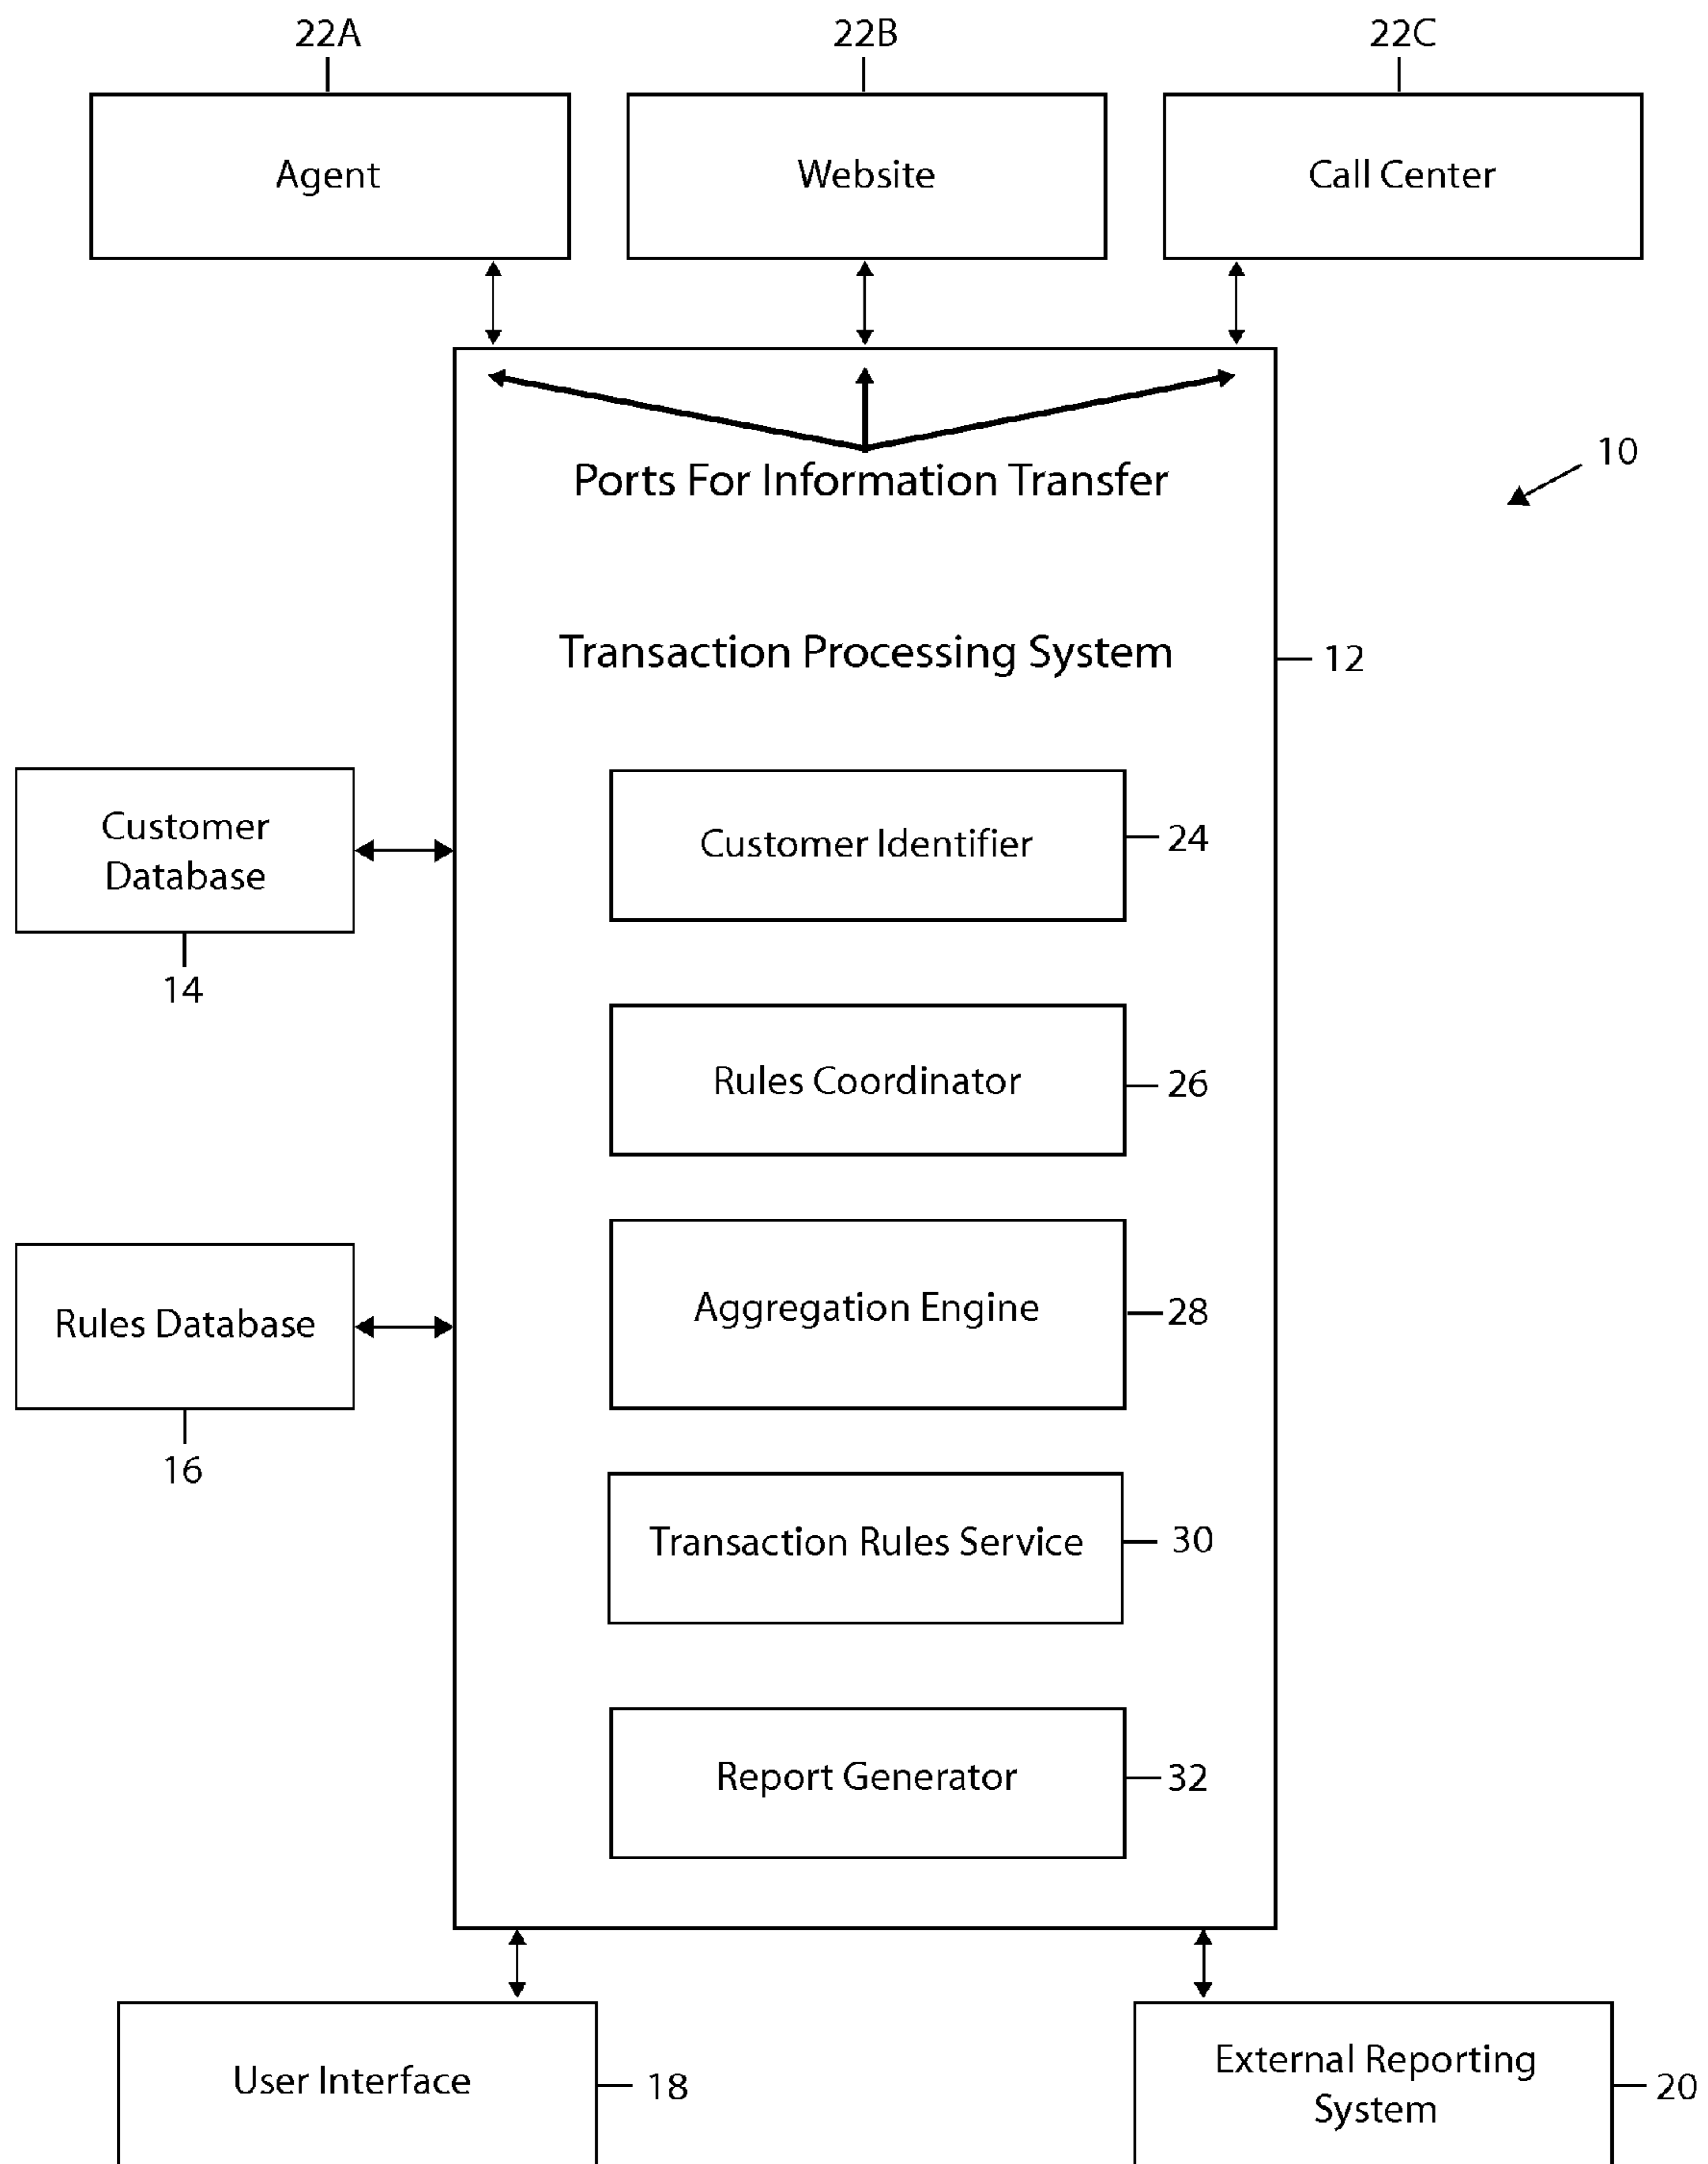 22A
22B
22C
Agent
Website
Call Center
10
Ports For Information Transfer
Transaction Processing System
12
Customer
Database
14
Customer Identifier
24
Rules Coordinator
26
Rules Database
16
Aggregation Engine
28
Transaction Rules Service
30
Report Generator
32
User Interface
18
External Reporting
System
20